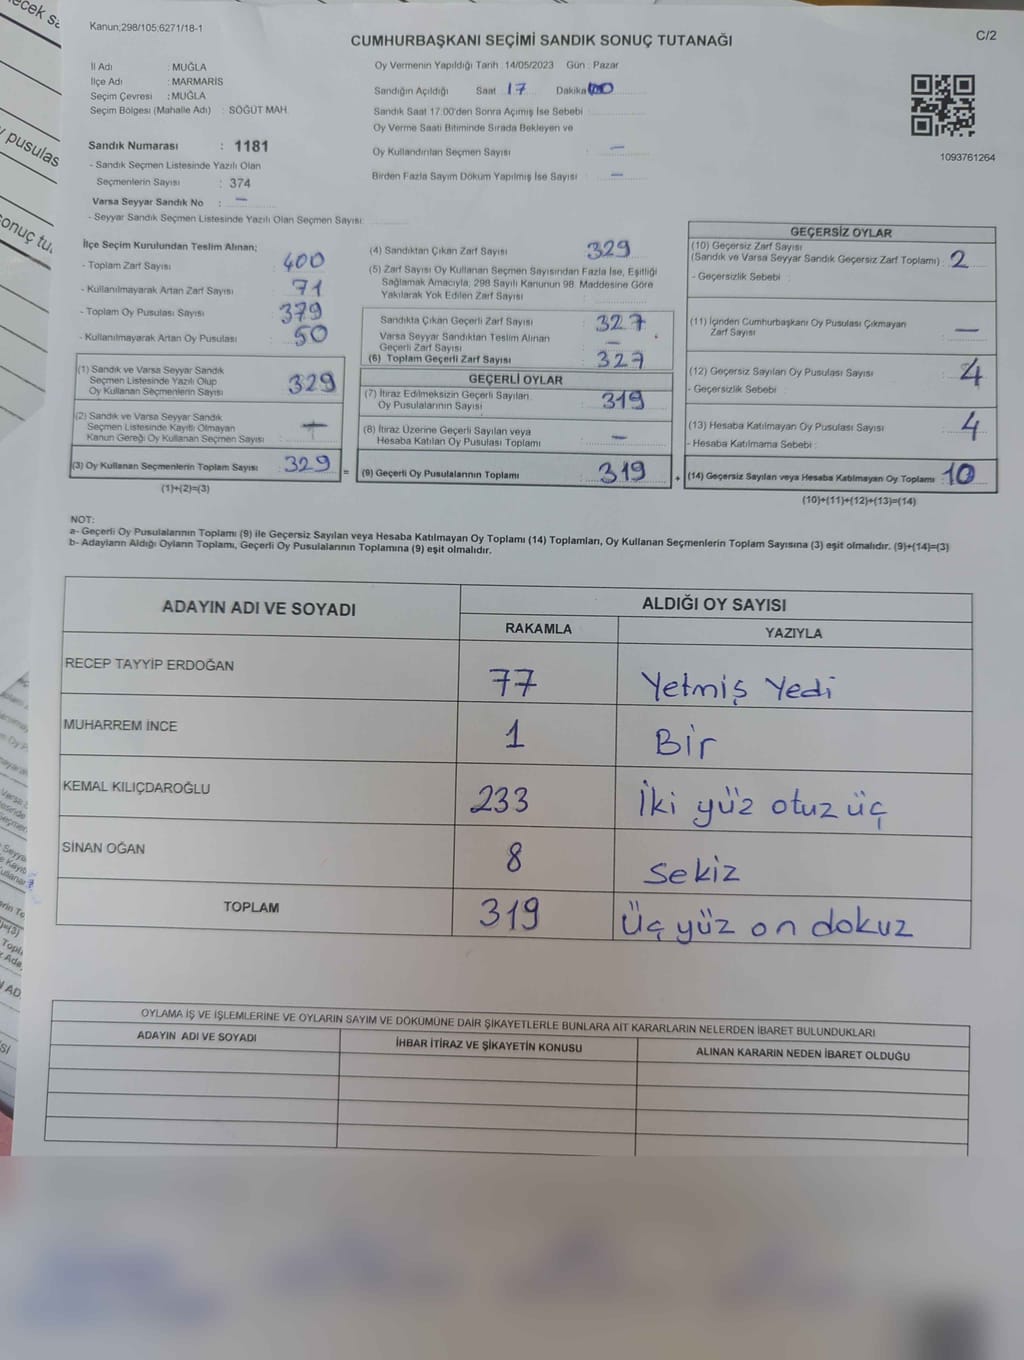 Kanun;298/105;6271/18-1
C/2
CUMHURBAŞKANI SEÇİMİ SANDIK SONUÇ TUTANAĞI
İl Adı : MUĞLA
İlçe Adı : MARMARİS
Seçim Çevresi : MUĞLA
Seçim Bölgesi (Mahalle Adı) : SÖĞÜT MAH.
Sandık Numarası : 1181
- Sandık Seçmen Listesinde Yazılı Olan
Seçmenlerin Sayısı : 374
Varsa Seyyar Sandık No : -
- Seyyar Sandık Seçmen Listesinde Yazılı Olan Seçmen Sayısı:
Oy Vermenin Yapıldığı Tarih : 14/05/2023 Gün : Pazar
Sandığın Açıldığı Saat 17 Dakika 00
Sandık Saat 17:00'den Sonra Açımış İse Sebebi
Oy Verme Saati Bitiminde Sırada Bekleyen ve
Oy Kullandırılan Seçmen Sayısı : -
Birden Fazla Sayım Döküm Yapılmış İse Sayısı : -
1093761264
İlçe Seçim Kurulundan Teslim Alınan;
- Toplam Zarf Sayısı : 400
- Kullanılmayarak Artan Zarf Sayısı : 71
- Toplam Oy Pusulası Sayısı : 379
- Kullanılmayarak Artan Oy Pusulası : 50
(1) Sandık ve Varsa Seyyar Sandık
Seçmen Listesinde Yazılı Olup
Oy Kullanan Seçmenlerin Sayısı : 329
(2) Sandık ve Varsa Seyyar Sandık
Seçmen Listesinde Kayıtlı Olmayan
Kanun Gereği Oy Kullanan Seçmen Sayısı :
(3) Oy Kullanan Seçmenlerin Toplam Sayısı : 329 =
(1)+(2)=(3)
(4) Sandıktan Çıkan Zarf Sayısı : 329
(5) Zarf Sayısı Oy Kullanan Seçmen Sayısından Fazla İse, Eşitliği
Sağlamak Amacıyla; 298 Sayılı Kanunun 98. Maddesine Göre
Yakılarak Yok Edilen Zarf Sayısı :
Sandıkta Çıkan Geçerli Zarf Sayısı : 327
Varsa Seyyar Sandıktan Teslim Alınan
Geçerli Zarf Sayısı : -
(6) Toplam Geçerli Zarf Sayısı : 327
GEÇERLİ OYLAR
(7) İtiraz Edilmeksizin Geçerli Sayılan
Oy Pusulalarının Sayısı : 319
(8) İtiraz Üzerine Geçerli Sayılan veya
Hesaba Katılan Oy Pusulası Toplamı : -
(9) Geçerli Oy Pusulalarının Toplamı : 319 +
GEÇERSİZ OYLAR
(10) Geçersiz Zarf Sayısı
(Sandık ve Varsa Seyyar Sandık Geçersiz Zarf Toplamı) : 2
- Geçersizlik Sebebi :
(11) İçinden Cumhurbaşkanı Oy Pusulası Çıkmayan
Zarf Sayısı : -
(12) Geçersiz Sayılan Oy Pusulası Sayısı : 4
- Geçersizlik Sebebi :
(13) Hesaba Katılmayan Oy Pusulası Sayısı : 4
- Hesaba Katılmama Sebebi :
(14) Geçersiz Sayılan veya Hesaba Katılmayan Oy Toplamı : 10
(10)+(11)+(12)+(13)=(14)
NOT:
a- Geçerli Oy Pusulalarının Toplamı (9) ile Geçersiz Sayılan veya Hesaba Katılmayan Oy Toplamı (14) Toplamları, Oy Kullanan Seçmenlerin Toplam Sayısına (3) eşit olmalıdır. (9)+(14)=(3)
b- Adayların Aldığı Oyların Toplamı, Geçerli Oy Pusulalarının Toplamına (9) eşit olmalıdır.
ADAYIN ADI VE SOYADI ALDIĞI OY SAYISI
RAKAMLA YAZIYLA
RECEP TAYYİP ERDOĞAN 77 Yetmiş Yedi
MUHARREM İNCE 1 Bir
KEMAL KILIÇDAROĞLU 233 İki yüz otuz üç
SİNAN OĞAN 8 Sekiz
TOPLAM 319 Üç yüz on dokuz
OYLAMA İŞ VE İŞLEMLERİNE VE OYLARIN SAYIM VE DÖKÜMÜNE DAİR ŞİKAYETLERLE BUNLARA AİT KARARLARIN NELERDEN İBARET BULUNDUKLARI
ADAYIN ADI VE SOYADI İHBAR İTİRAZ VE ŞİKAYETİN KONUSU ALINAN KARARIN NEDEN İBARET OLDUĞU